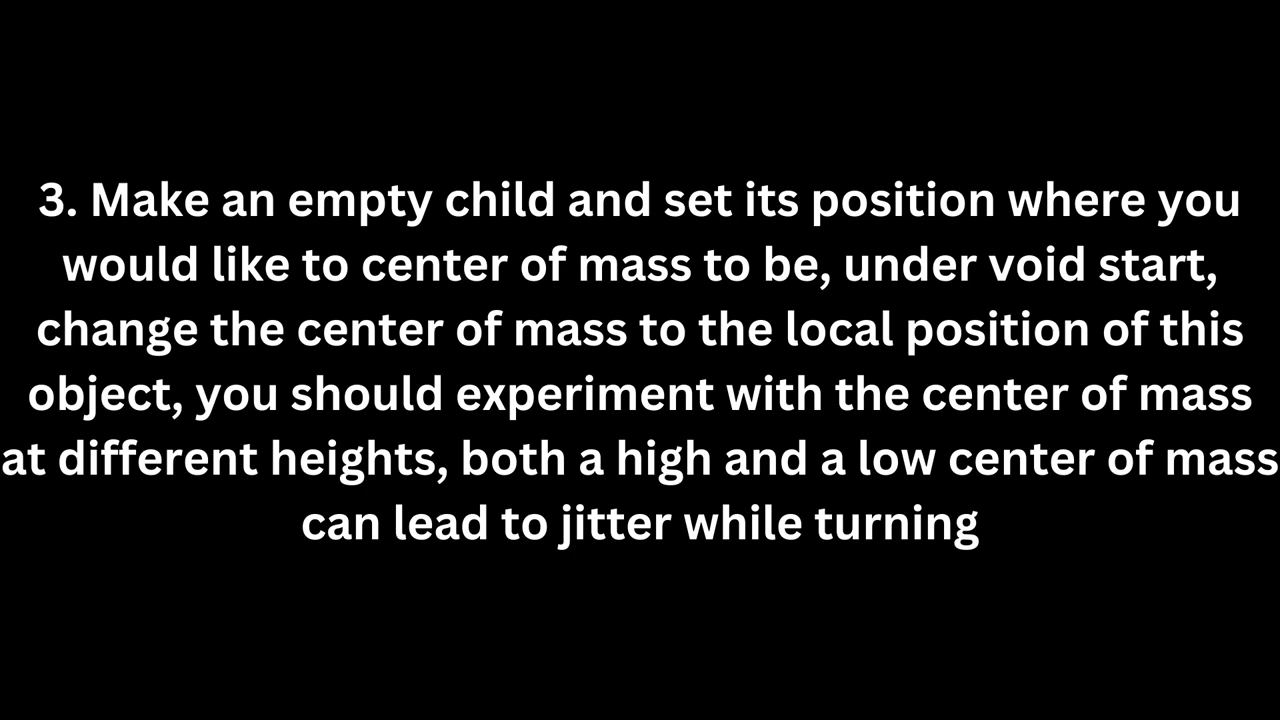 3. Make an empty child and set its position where you
would like to center of mass to be, under void start,
change the center of mass to the local position of this
object, you should experiment with the center of mass
at different heights, both a high and a low center of mass
can lead to jitter while turning